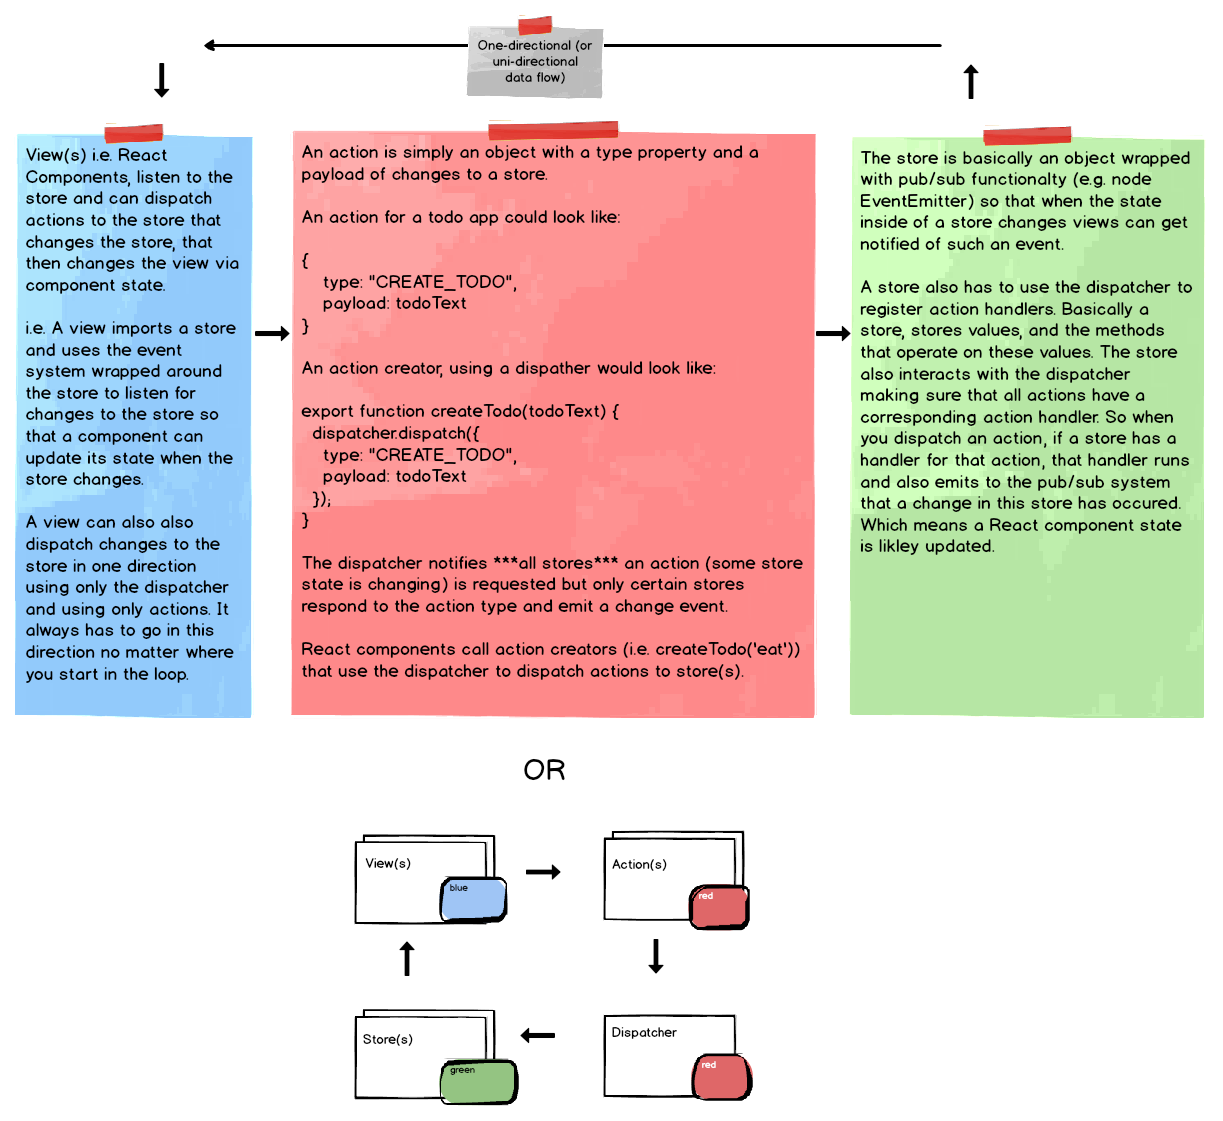 One-directional (or
uni-directional
data flow)
View(s) i.e. React
Components, listen to the
store and can dispatch
actions to the store that
changes the store, that
then changes the view via
component state.
i.e. A view imports a store
and uses the event
system wrapped around
the store to listen for
changes to the store so
that a component can
update its state when the
store changes.
A view can also also
dispatch changes to the
store in one direction
using only the dispatcher
and using only actions. It
always has to go in this
direction no matter where
you start in the loop.
An action is simply an object with a type property and a
payload of changes to a store.
An action for a todo app could look like:
{
type: "CREATE_TODO",
payload: todoText
}
An action creator, using a dispather would look like:
export function createTodo(todoText) {
dispatcher.dispatch({
type: "CREATE_TODO",
payload: todoText
});
}
The dispatcher notifies ***all stores*** an action (some store
state is changing) is requested but only certain stores
respond to the action type and emit a change event.
React components call action creators (i.e. createTodo('eat'))
that use the dispatcher to dispatch actions to store(s).
The store is basically an object wrapped
with pub/sub functionalty (e.g. node
EventEmitter) so that when the state
inside of a store changes views can get
notified of such an event.
A store also has to use the dispatcher to
register action handlers. Basically a
store, stores values, and the methods
that operate on these values. The store
also interacts with the dispatcher
making sure that all actions have a
corresponding action handler. So when
you dispatch an action, if a store has a
handler for that action, that handler runs
and also emits to the pub/sub system
that a change in this store has occured.
Which means a React component state
is likley updated.
OR
View(s)
blue
Action(s)
red
Store(s)
green
Dispatcher
red